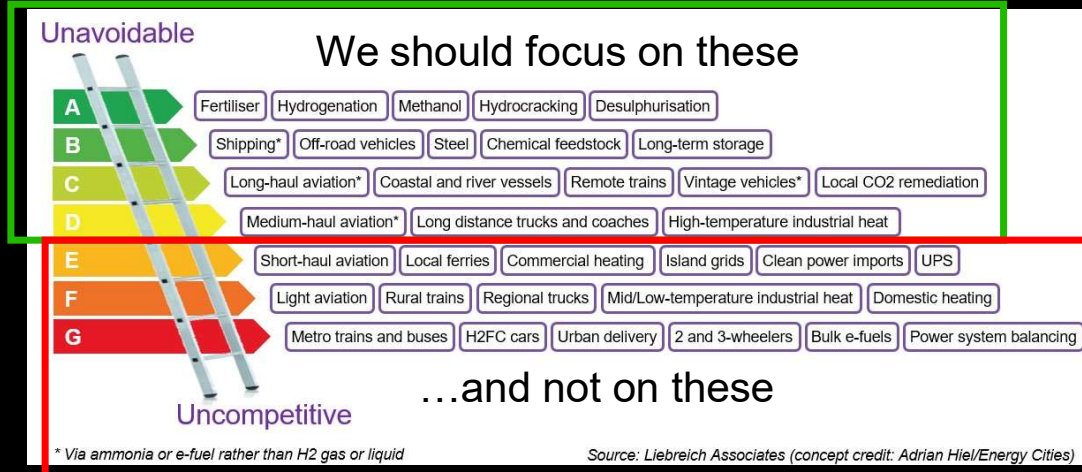 Unavoidable
We should focus on these
A Fertiliser Hydrogenation Methanol Hydrocracking Desulphurisation
B Shipping* Off-road vehicles Steel Chemical feedstock Long-term storage
C Long-haul aviation* Coastal and river vessels Remote trains Vintage vehicles* Local CO2 remediation
D Medium-haul aviation* Long distance trucks and coaches High-temperature industrial heat
E Short-haul aviation Local ferries Commercial heating Island grids Clean power imports UPS
F Light aviation Rural trains Regional trucks Mid/Low-temperature industrial heat Domestic heating
G Metro trains and buses H2FC cars Urban delivery 2 and 3-wheelers Bulk e-fuels Power system balancing
…and not on these
Uncompetitive
* Via ammonia or e-fuel rather than H2 gas or liquid
Source: Liebreich Associates (concept credit: Adrian Hiel/Energy Cities)